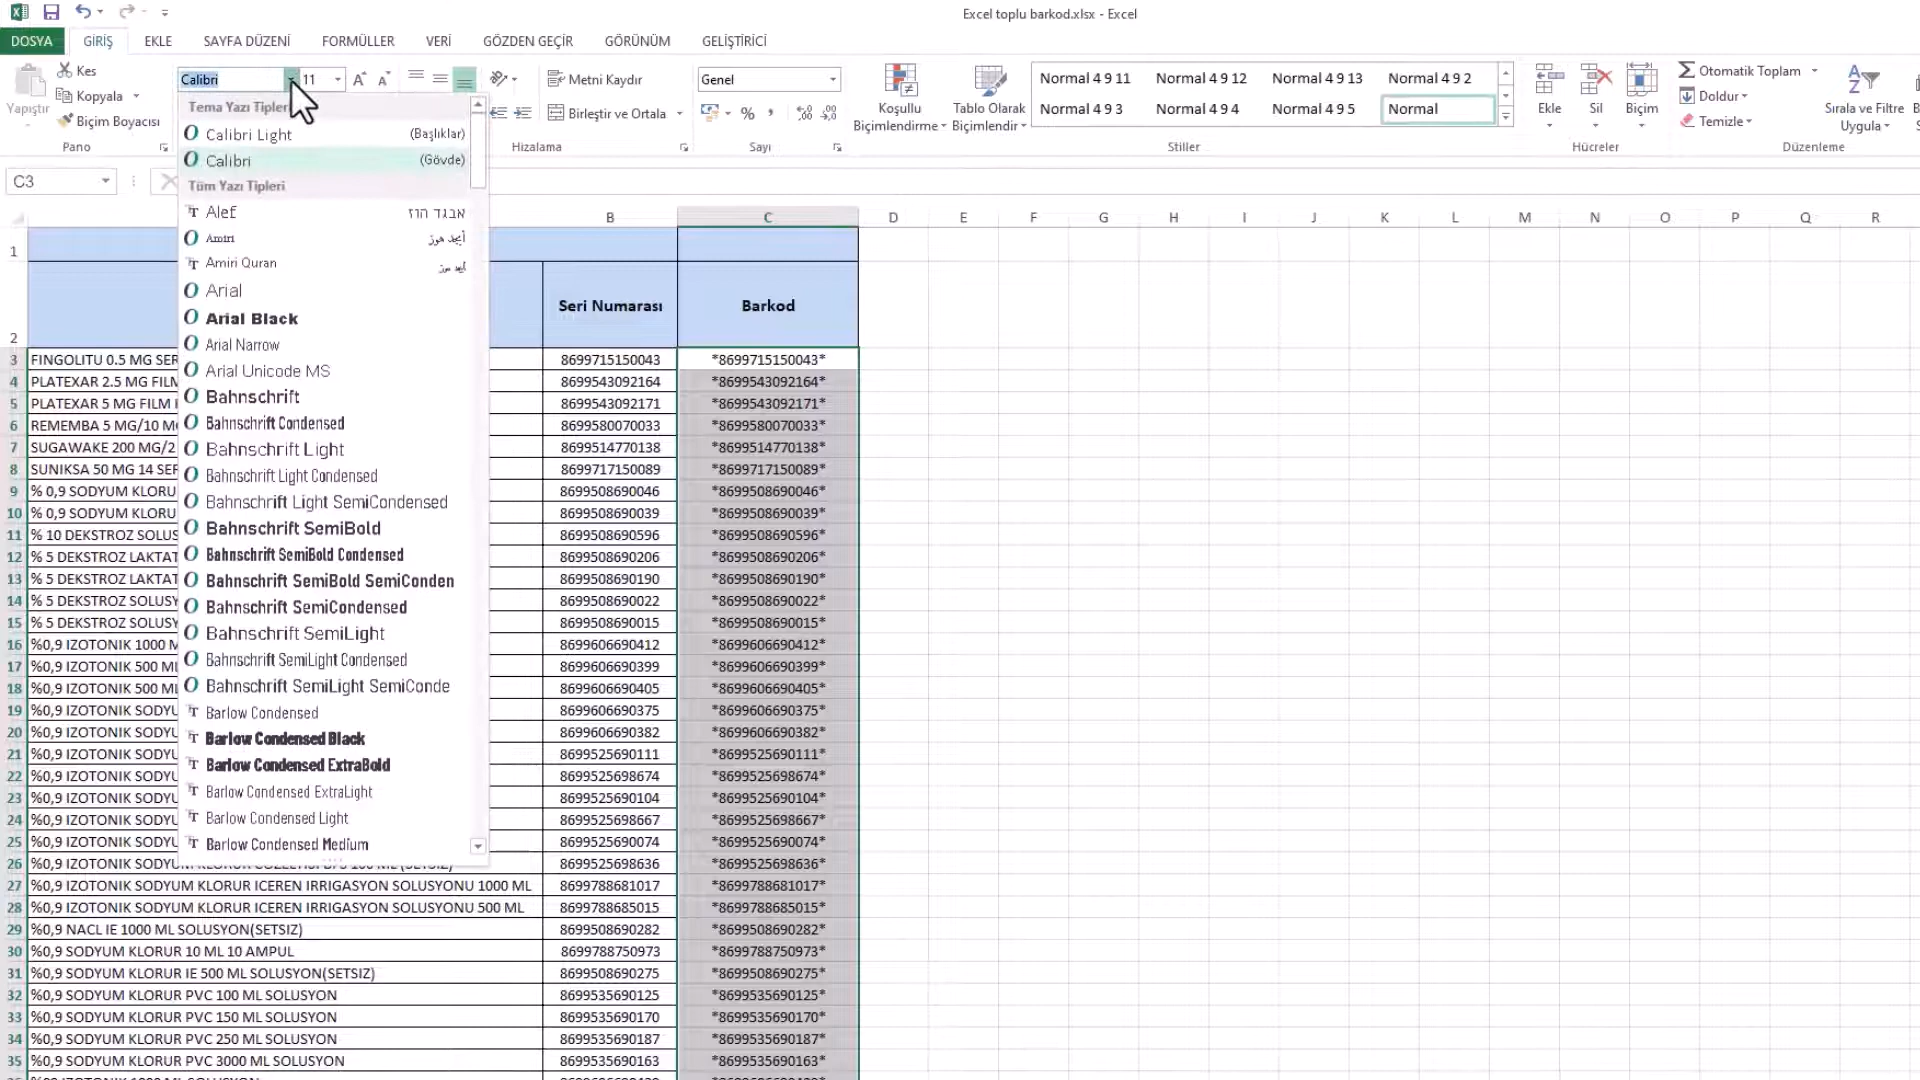 Excel toplu barkod.xlsx - Excel
DOSYA GİRİŞ EKLE SAYFA DÜZENİ FORMÜLLER VERİ GÖZDEN GEÇİR GÖRÜNÜM GELİŞTİRİCİ
Yapıştır
Kes
Kopyala
Biçim Boyacısı
Pano
Calibri 11
Metni Kaydır
Birleştir ve Ortala
Hizalama
Genel
Sayı
Koşullu Biçimlendirme
Tablo Olarak Biçimlendir
Normal 4 9 11 Normal 4 9 12 Normal 4 9 13 Normal 4 9 2
Normal 4 9 3 Normal 4 9 4 Normal 4 9 5 Normal
Stiller
Ekle Sil Biçim
Hücreler
Otomatik Toplam
Doldur
Temizle
Sırala ve Filtre Uygula
Düzenleme
C3
Tema Yazı Tipleri
Calibri Light (Başlıklar)
Calibri (Gövde)
Tüm Yazı Tipleri
Alef אבגד הוז
Amiri أبجد هوز
Amiri Quran أبجد هوز
Arial
Arial Black
Arial Narrow
Arial Unicode MS
Bahnschrift
Bahnschrift Condensed
Bahnschrift Light
Bahnschrift Light Condensed
Bahnschrift Light SemiCondensed
Bahnschrift SemiBold
Bahnschrift SemiBold Condensed
Bahnschrift SemiBold SemiConden
Bahnschrift SemiCondensed
Bahnschrift SemiLight
Bahnschrift SemiLight Condensed
Bahnschrift SemiLight SemiConde
Barlow Condensed
Barlow Condensed Black
Barlow Condensed ExtraBold
Barlow Condensed ExtraLight
Barlow Condensed Light
Barlow Condensed Medium
B C D E F G H I J K L M N O P Q R
1
2 Seri Numarası Barkod
3 FINGOLITU 0.5 MG SER 8699715150043 *8699715150043*
4 PLATEXAR 2.5 MG FILM 8699543092164 *8699543092164*
5 PLATEXAR 5 MG FILM 8699543092171 *8699543092171*
6 REMEMBA 5 MG/10 M 8699580070033 *8699580070033*
7 SUGAWAKE 200 MG/2 8699514770138 *8699514770138*
8 SUNIKSA 50 MG 14 SER 8699717150089 *8699717150089*
9 % 0,9 SODYUM KLORU 8699508690046 *8699508690046*
10 % 0,9 SODYUM KLORU 8699508690039 *8699508690039*
11 % 10 DEKSTROZ SOLUS 8699508690596 *8699508690596*
12 % 5 DEKSTROZ LAKTAT 8699508690206 *8699508690206*
13 % 5 DEKSTROZ LAKTAT 8699508690190 *8699508690190*
14 % 5 DEKSTROZ SOLUSY 8699508690022 *8699508690022*
15 % 5 DEKSTROZ SOLUSY 8699508690015 *8699508690015*
16 %0,9 IZOTONIK 1000 M 8699606690412 *8699606690412*
17 %0,9 IZOTONIK 500 ML 8699606690399 *8699606690399*
18 %0,9 IZOTONIK 500 ML 8699606690405 *8699606690405*
19 %0,9 IZOTONIK SODYU 8699606690375 *8699606690375*
20 %0,9 IZOTONIK SODYU 8699606690382 *8699606690382*
21 %0,9 IZOTONIK SODYU 8699525690111 *8699525690111*
22 %0,9 IZOTONIK SODYU 8699525698674 *8699525698674*
23 %0,9 IZOTONIK SODYU 8699525690104 *8699525690104*
24 %0,9 IZOTONIK SODYU 8699525698667 *8699525698667*
25 %0,9 IZOTONIK SODYU 8699525690074 *8699525690074*
26 %0,9 IZOTONIK SODYUM KLORUR 8699525698636 *8699525698636*
27 %0,9 IZOTONIK SODYUM KLORUR ICEREN IRRIGASYON SOLUSYONU 1000 ML 8699788681017 *8699788681017*
28 %0,9 IZOTONIK SODYUM KLORUR ICEREN IRRIGASYON SOLUSYONU 500 ML 8699788685015 *8699788685015*
29 %0,9 NACL IE 1000 ML SOLUSYON(SETSIZ) 8699508690282 *8699508690282*
30 %0,9 SODYUM KLORUR 10 ML 10 AMPUL 8699788750973 *8699788750973*
31 %0,9 SODYUM KLORUR IE 500 ML SOLUSYON(SETSIZ) 8699508690275 *8699508690275*
32 %0,9 SODYUM KLORUR PVC 100 ML SOLUSYON 8699535690125 *8699535690125*
33 %0,9 SODYUM KLORUR PVC 150 ML SOLUSYON 8699535690170 *8699535690170*
34 %0,9 SODYUM KLORUR PVC 250 ML SOLUSYON 8699535690187 *8699535690187*
35 %0,9 SODYUM KLORUR PVC 3000 ML SOLUSYON 8699535690163 *8699535690163*